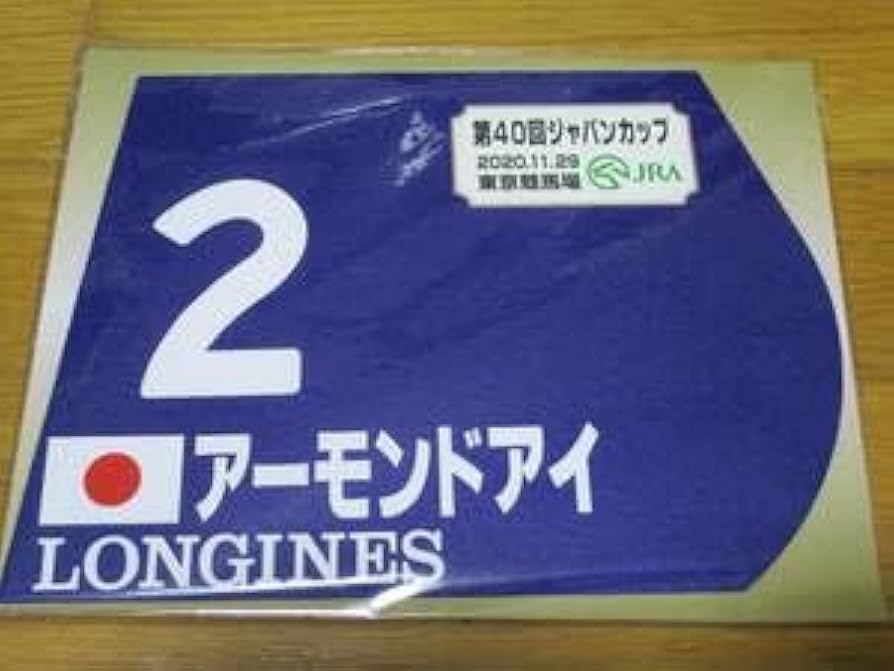 第40回ジャパンカップ
2020.11.29
東京競馬場 JRA
2
アーモンドアイ
LONGINES